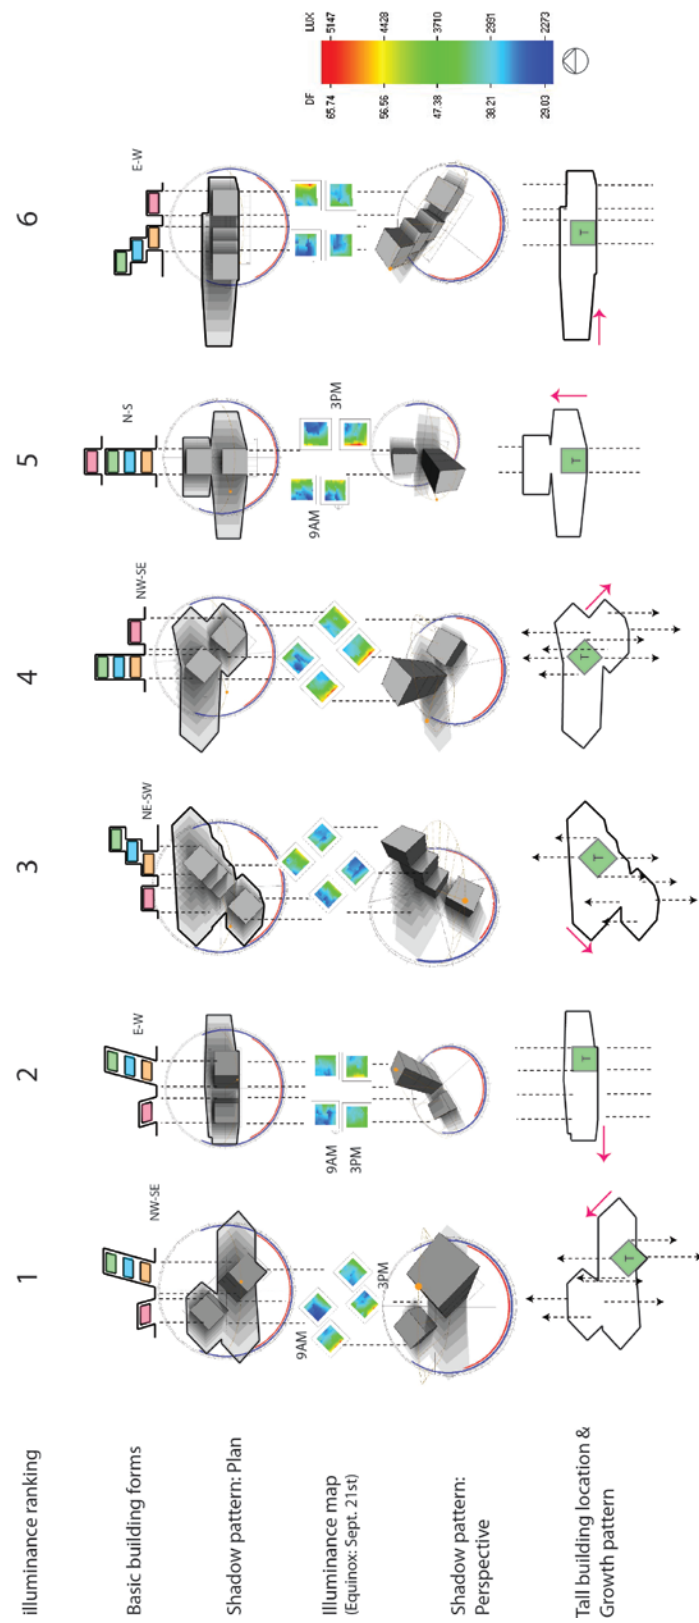 illuminance ranking
1
2
3
4
5
6
Basic building forms
NW-SE
E-W
NE-SW
NW-SE
N-S
E-W
Shadow pattern: Plan
Illuminance map
(Equinox: Sept. 21st)
9AM
3PM
9AM
3PM
9AM
3PM
Shadow pattern:
Perspective
Tall building location &
Growth pattern
T
T
T
T
T
T
DF
LUX
65.74
5147
56.56
4428
47.38
3710
38.21
2991
29.03
2273